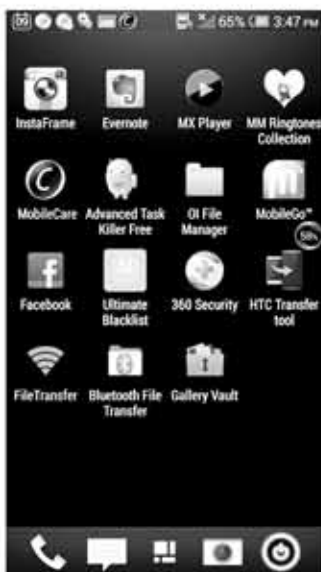 65% 3:47 PM
InstaFrame Evernote MX Player MM Ringtones
Collection
MobileCare Advanced Task OI File MobileGo™
Killer Free Manager
58%
Facebook Ultimate 360 Security HTC Transfer
Blacklist tool
FileTransfer Bluetooth File Gallery Vault
Transfer